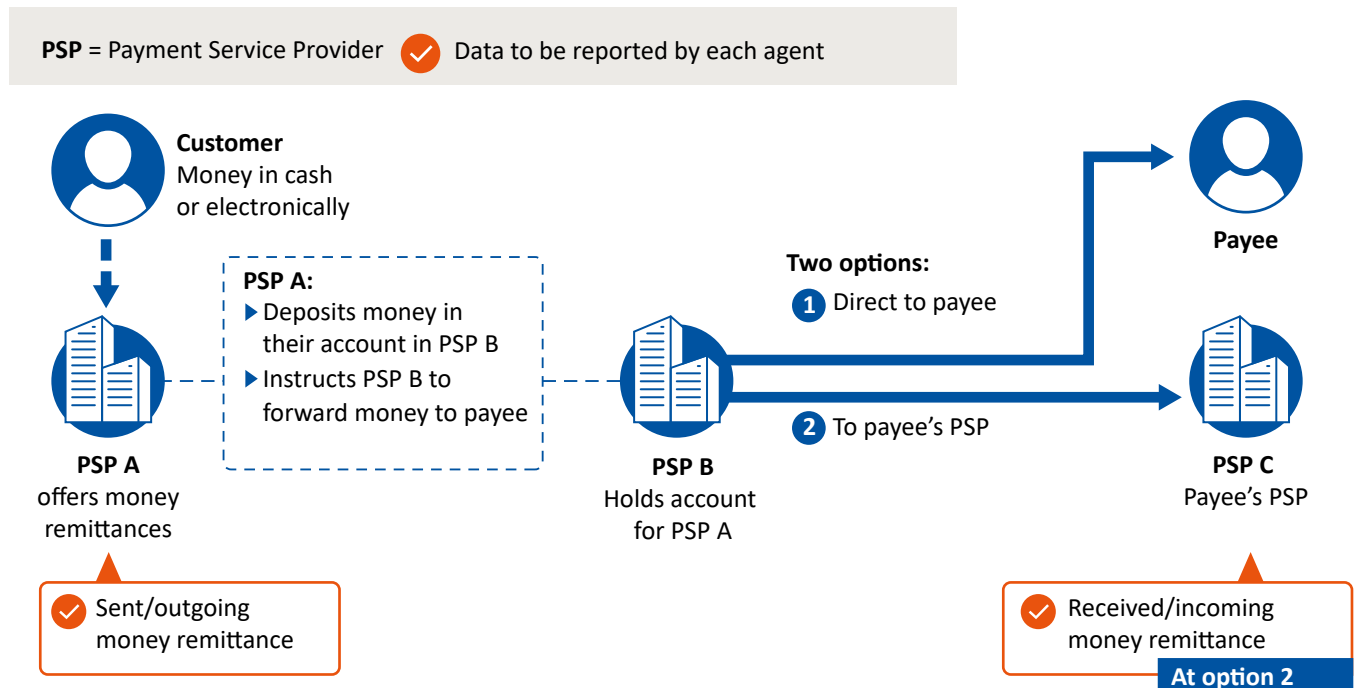 PSP = Payment Service Provider Data to be reported by each agent
Customer
Money in cash
or electronically
PSP A:
Deposits money in
their account in PSP B
Instructs PSP B to
forward money to payee
Two options:
1 Direct to payee
2 To payee's PSP
Payee
PSP A
offers money
remittances
PSP B
Holds account
for PSP A
PSP C
Payee's PSP
Sent/outgoing
money remittance
Received/incoming
money remittance
At option 2